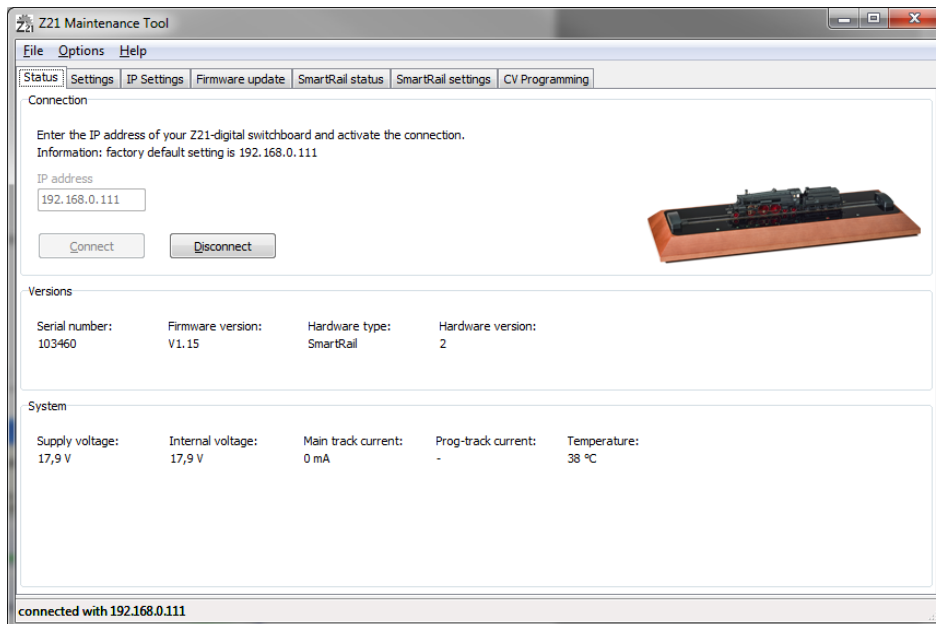 Z21 Z21 Maintenance Tool
File Options Help
Status Settings IP Settings Firmware update SmartRail status SmartRail settings CV Programming
Connection
Enter the IP address of your Z21-digital switchboard and activate the connection.
Information: factory default setting is 192.168.0.111
IP address
192.168.0.111
Connect Disconnect
Versions
Serial number: Firmware version: Hardware type: Hardware version:
103460 V1.15 SmartRail 2
System
Supply voltage: Internal voltage: Main track current: Prog-track current: Temperature:
17,9 V 17,9 V 0 mA - 38 °C
connected with 192.168.0.111